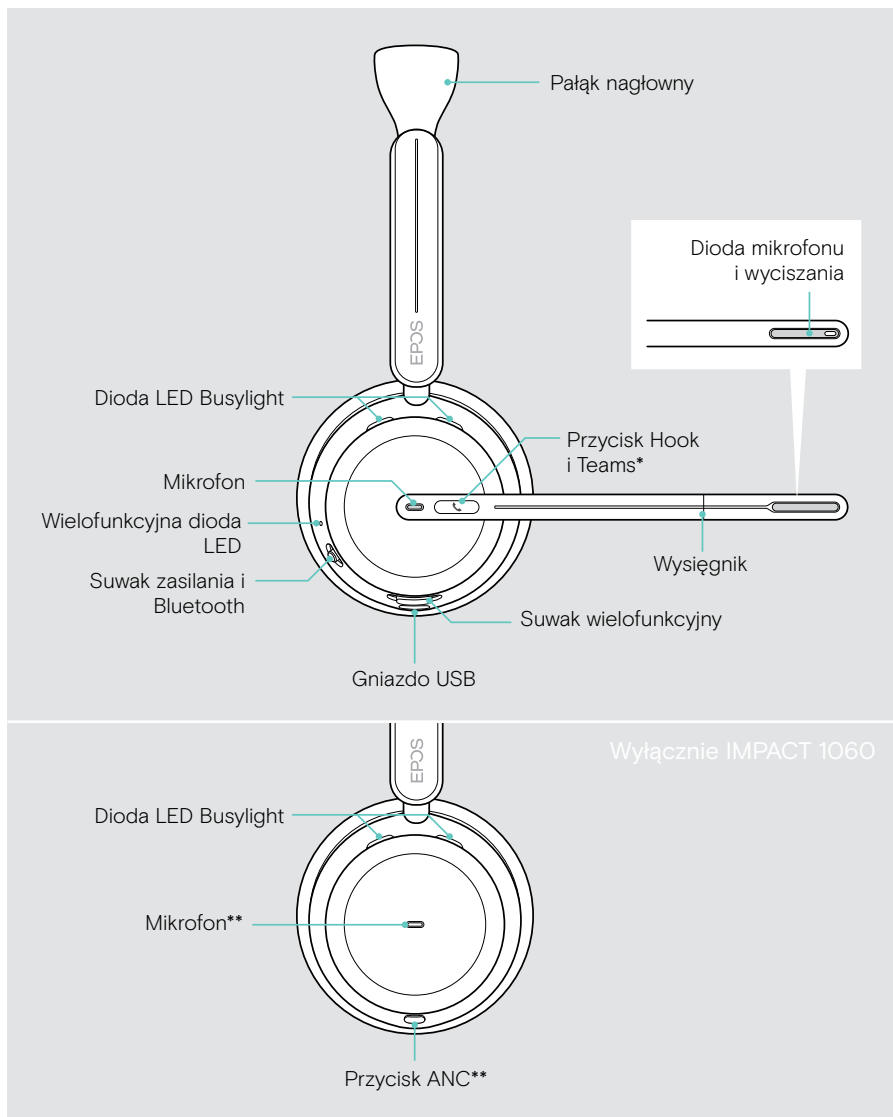 Pałąk nagłowny
Dioda mikrofonu
i wyciszania
EPOS
Dioda LED Busylight
Przycisk Hook
i Teams*
Mikrofon
Wielofunkcyjna dioda
LED
Wysięgnik
Suwak zasilania i
Bluetooth
Suwak wielofunkcyjny
Gniazdo USB
Wyłącznie IMPACT 1060
EPOS
Dioda LED Busylight
Mikrofon**
Przycisk ANC**